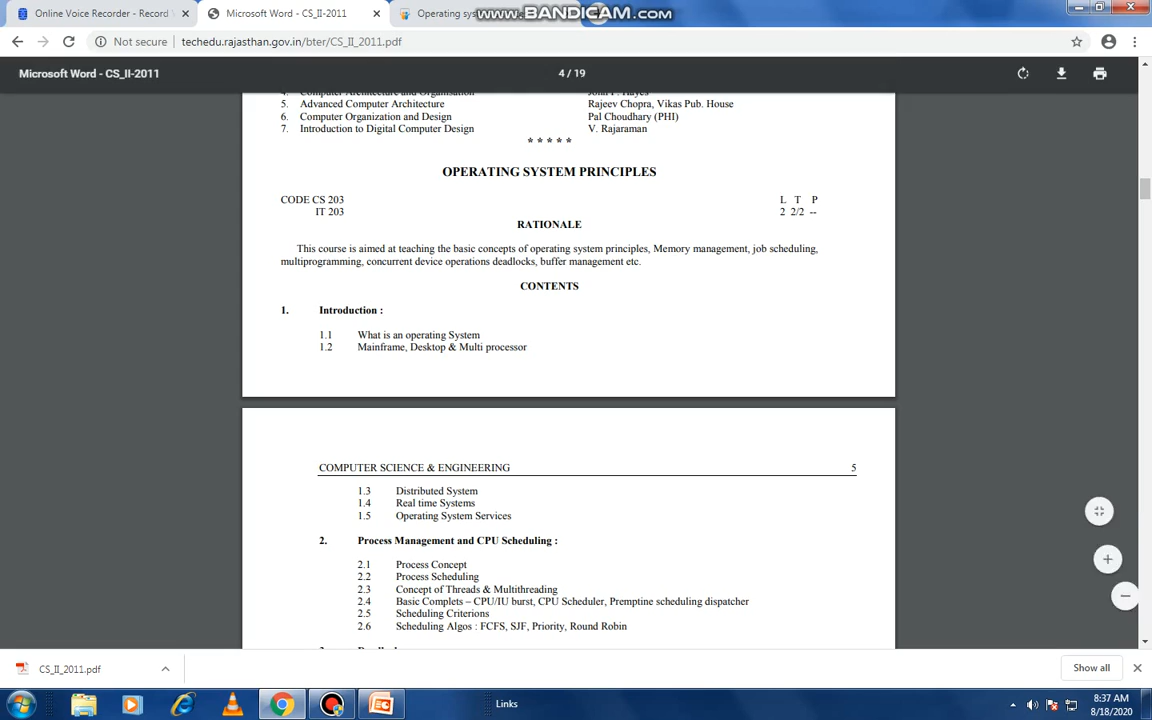 Online Voice Recorder - Record
Microsoft Word - CS_II-2011
Operating sy
www.BANDICAM.com
Not secure
techedu.rajasthan.gov.in/bter/CS_II_2011.pdf
Microsoft Word - CS_II-2011
4 / 19
4. Computer Architecture and Organisation John P. Hayes
5. Advanced Computer Architecture Rajeev Chopra, Vikas Pub. House
6. Computer Organization and Design Pal Choudhary (PHI)
7. Introduction to Digital Computer Design V. Rajaraman
* * * * *
OPERATING SYSTEM PRINCIPLES
CODE CS 203 L T P
IT 203 2 2/2 --
RATIONALE
This course is aimed at teaching the basic concepts of operating system principles, Memory management, job scheduling,
multiprogramming, concurrent device operations deadlocks, buffer management etc.
CONTENTS
1. Introduction :
1.1 What is an operating System
1.2 Mainframe, Desktop & Multi processor
COMPUTER SCIENCE & ENGINEERING 5
1.3 Distributed System
1.4 Real time Systems
1.5 Operating System Services
2. Process Management and CPU Scheduling :
2.1 Process Concept
2.2 Process Scheduling
2.3 Concept of Threads & Multithreading
2.4 Basic Complets – CPU/IU burst, CPU Scheduler, Premptine scheduling dispatcher
2.5 Scheduling Criterions
2.6 Scheduling Algos : FCFS, SJF, Priority, Round Robin
CS_II_2011.pdf
Show all
Links
8:37 AM
8/18/2020